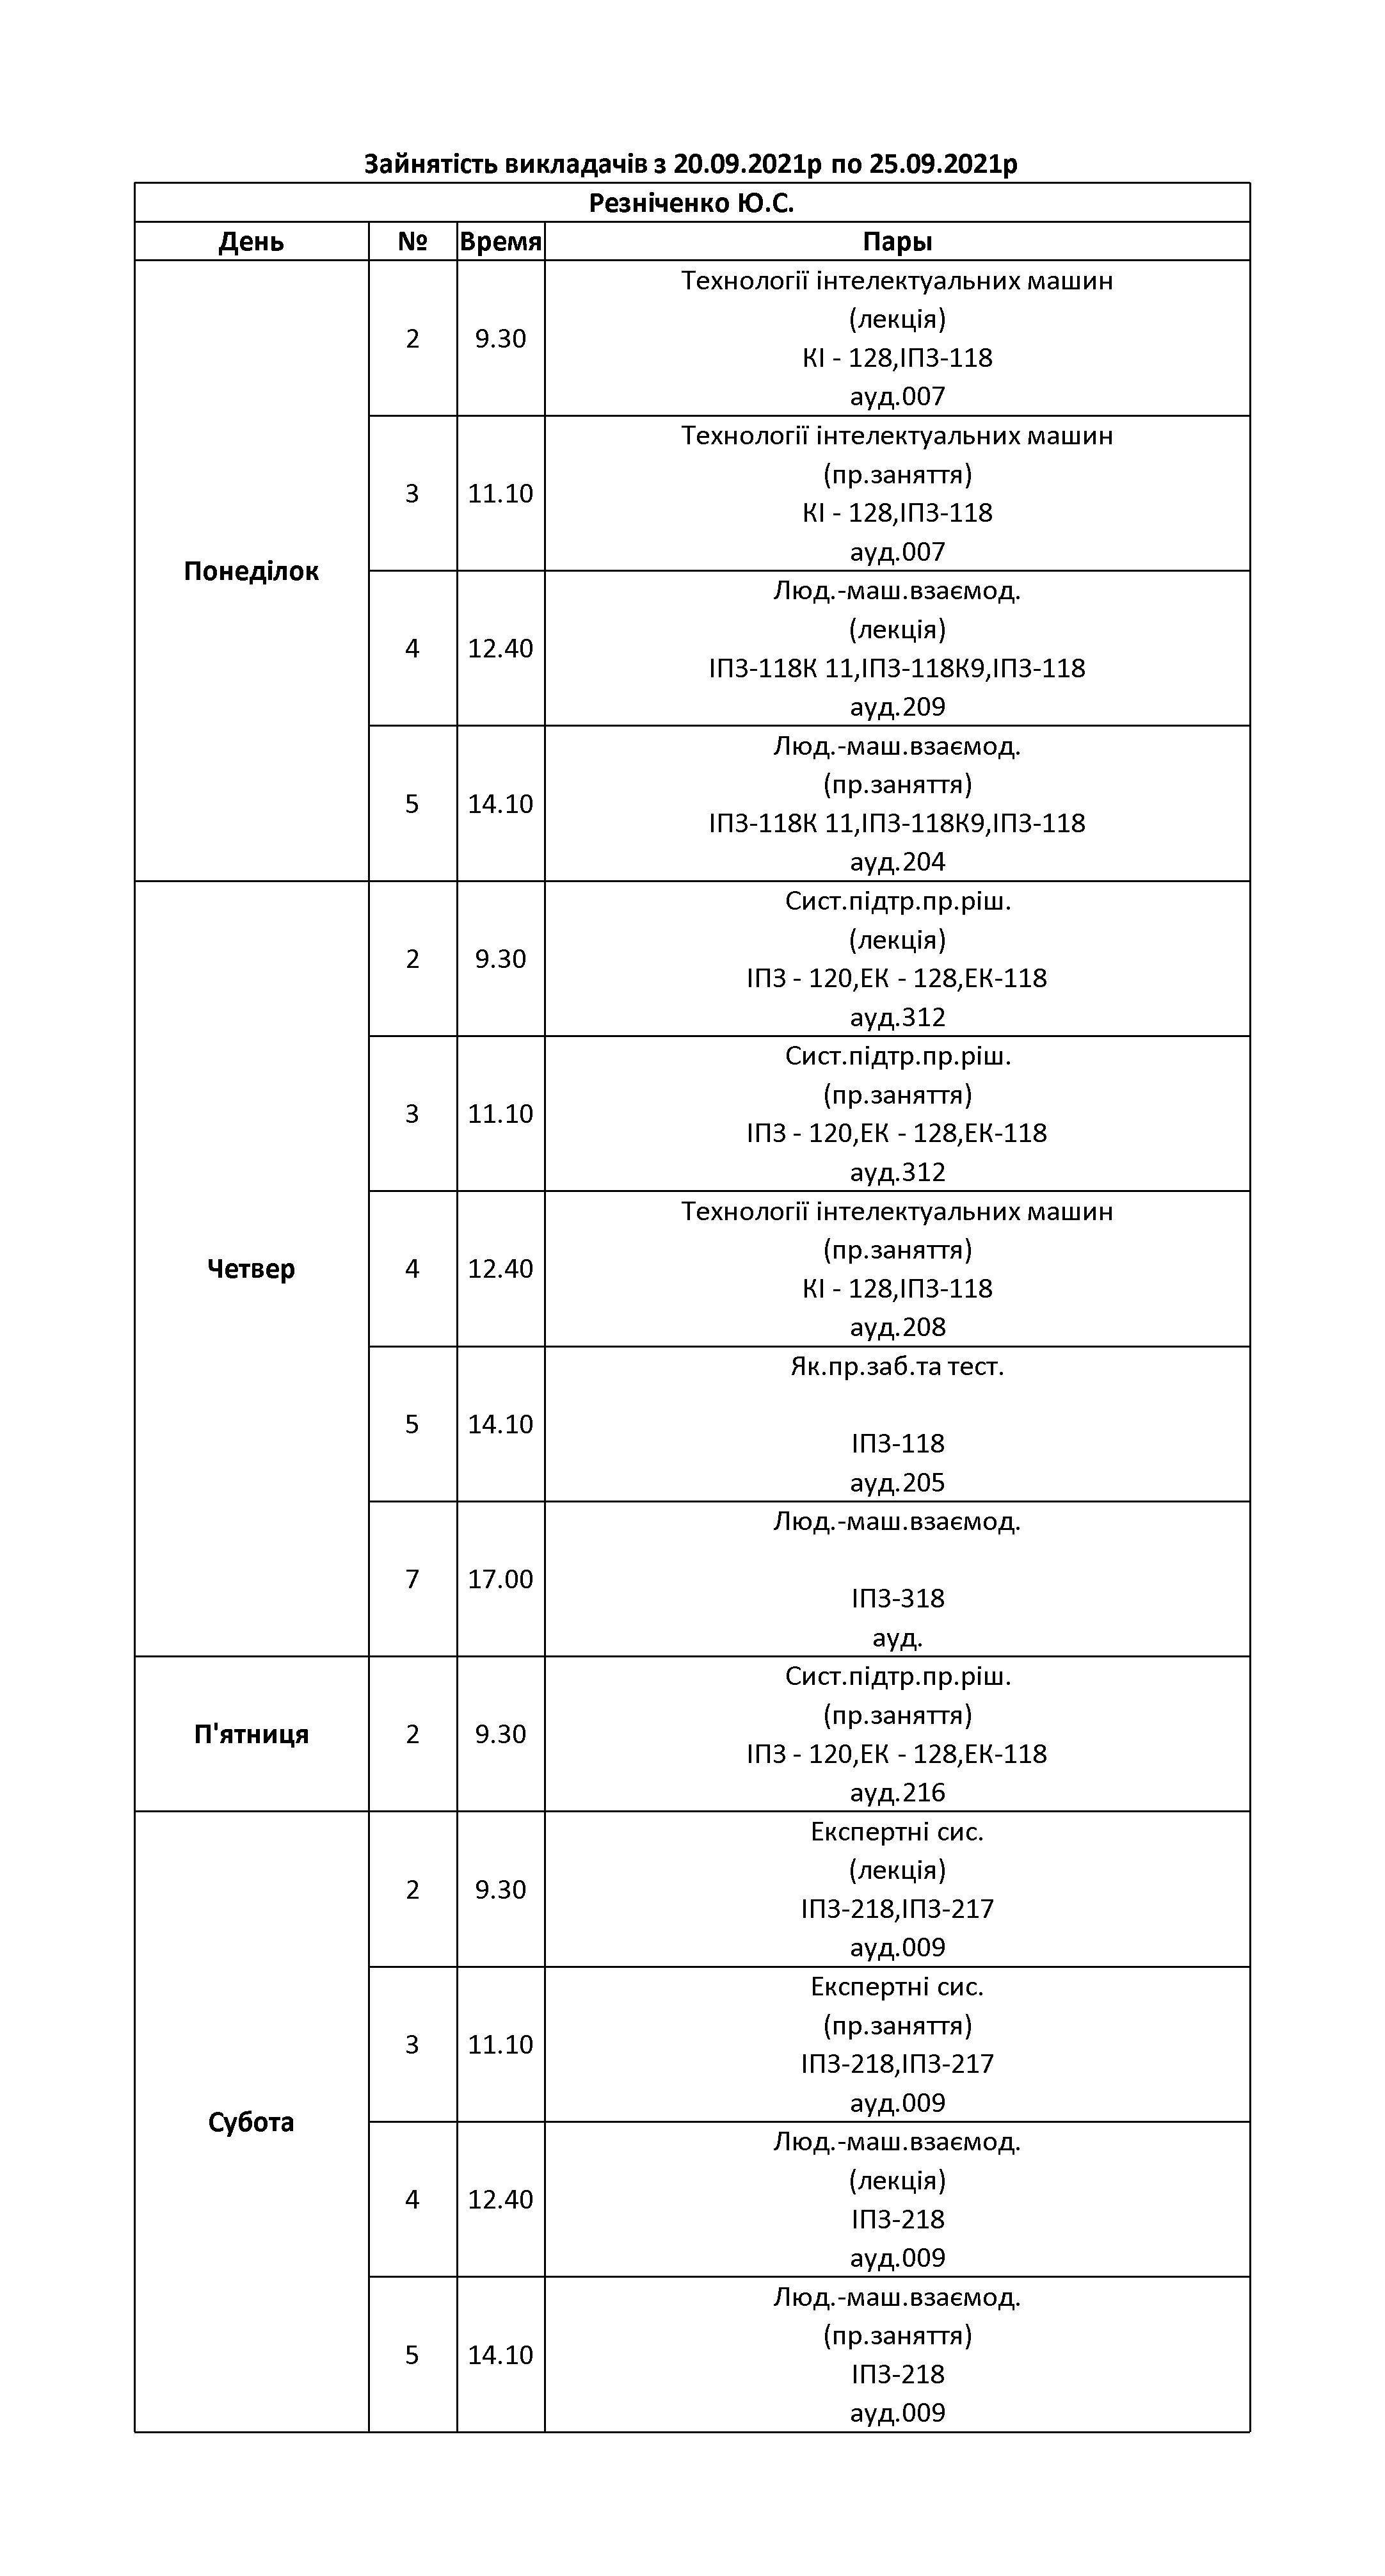 Зайнятість викладачів з 20.09.2021р по 25.09.2021р
Резніченко Ю.С.
День № Время Пары
Понеділок
2 9.30
Технології інтелектуальних машин
(лекція)
КІ - 128,ІПЗ-118
ауд.007
3 11.10
Технології інтелектуальних машин
(пр.заняття)
КІ - 128,ІПЗ-118
ауд.007
4 12.40
Люд.-маш.взаємод.
(лекція)
ІПЗ-118К 11,ІПЗ-118К9,ІПЗ-118
ауд.209
5 14.10
Люд.-маш.взаємод.
(пр.заняття)
ІПЗ-118К 11,ІПЗ-118К9,ІПЗ-118
ауд.204
Четвер
2 9.30
Сист.підтр.пр.ріш.
(лекція)
ІПЗ - 120,ЕК - 128,ЕК-118
ауд.312
3 11.10
Сист.підтр.пр.ріш.
(пр.заняття)
ІПЗ - 120,ЕК - 128,ЕК-118
ауд.312
4 12.40
Технології інтелектуальних машин
(пр.заняття)
КІ - 128,ІПЗ-118
ауд.208
5 14.10
Як.пр.заб.та тест.
ІПЗ-118
ауд.205
7 17.00
Люд.-маш.взаємод.
ІПЗ-318
ауд.
П'ятниця
2 9.30
Сист.підтр.пр.ріш.
(пр.заняття)
ІПЗ - 120,ЕК - 128,ЕК-118
ауд.216
Субота
2 9.30
Експертні сис.
(лекція)
ІПЗ-218,ІПЗ-217
ауд.009
3 11.10
Експертні сис.
(пр.заняття)
ІПЗ-218,ІПЗ-217
ауд.009
4 12.40
Люд.-маш.взаємод.
(лекція)
ІПЗ-218
ауд.009
5 14.10
Люд.-маш.взаємод.
(пр.заняття)
ІПЗ-218
ауд.009